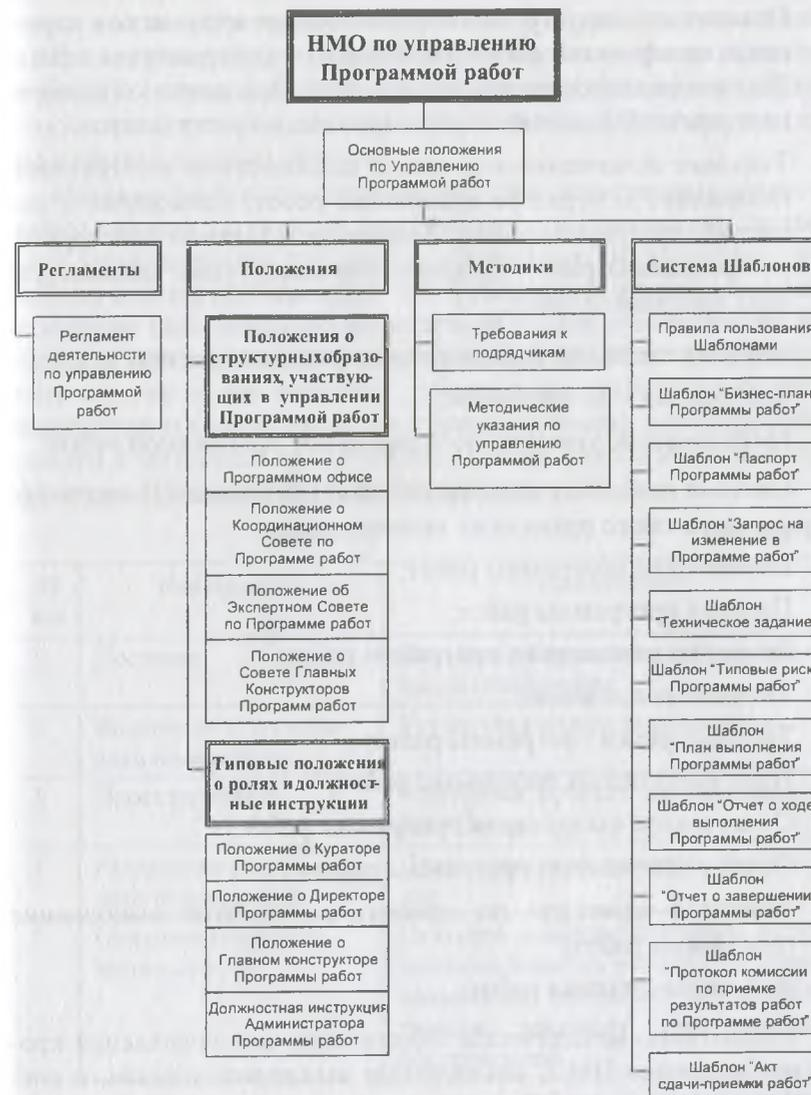 НМО по управлению
Программой работ
Основные положения
по Управлению
Программой работ
Регламенты
Регламент
деятельности
по управлению
Программой
работ
Положения
Положения о
структурных образо-
ваниях, участвую-
щих в управлении
Программой работ
Положение о
Программном офисе
Положение о
Координационном
Совете по
Программе работ
Положение об
Экспертном Совете
по Программе работ
Положение о
Совете Главных
Конструкторов
Программ работ
Типовые положения
о ролях и должност-
ные инструкции
Положение о Кураторе
Программы работ
Положение о Директоре
Программы работ
Положение о
Главном конструкторе
Программы работ
Должностная инструкция
Администратора
Программы работ
Методики
Требования к
подрядчикам
Методические
указания по
управлению
Программой работ
Система Шаблонов
Правила пользования
Шаблонами
Шаблон "Бизнес-план
Программы работ"
Шаблон "Паспорт
Программы работ"
Шаблон "Запрос на
изменение в
Программе работ"
Шаблон
"Техническое задание
Шаблон "Типовые риск
Программы работ"
Шаблон
"План выполнения
Программы работ"
Шаблон "Отчет о ходе
выполнения
Программы работ"
Шаблон
"Отчет о завершении
Программы работ"
Шаблон
"Протокол комиссии
по приемке
результатов работ
по Программе работ"
Шаблон "Акт
сдачи-приемки работ"